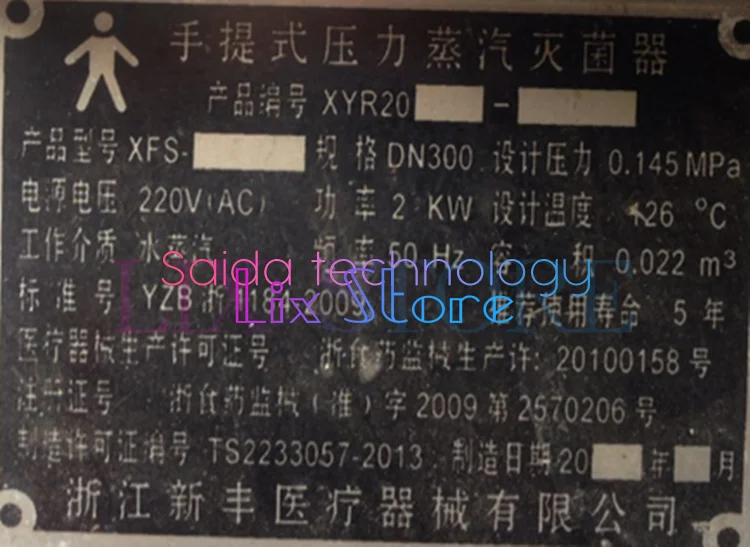 手提式压力蒸汽灭菌器
产品编号 XYR20 -
产品型号 XFS- 规格 DN300 设计压力 0.145MPa
电源电压 220V(AC) 功率 2 KW 设计温度 126 °C
工作介质 水蒸汽 频率 50 Hz 容积 0.022 m³
Saida technology
Lix Store
标准号 YZB 浙 使用寿命 5 年
医疗器械生产许可证号 浙食药监械生产许: 20100158 号
注册证号 浙食药监械(准)字 2009 第 2570206 号
制造许可证编号 TS2233057-2013 制造日期 20 年 月
浙江新丰医疗器械有限公司